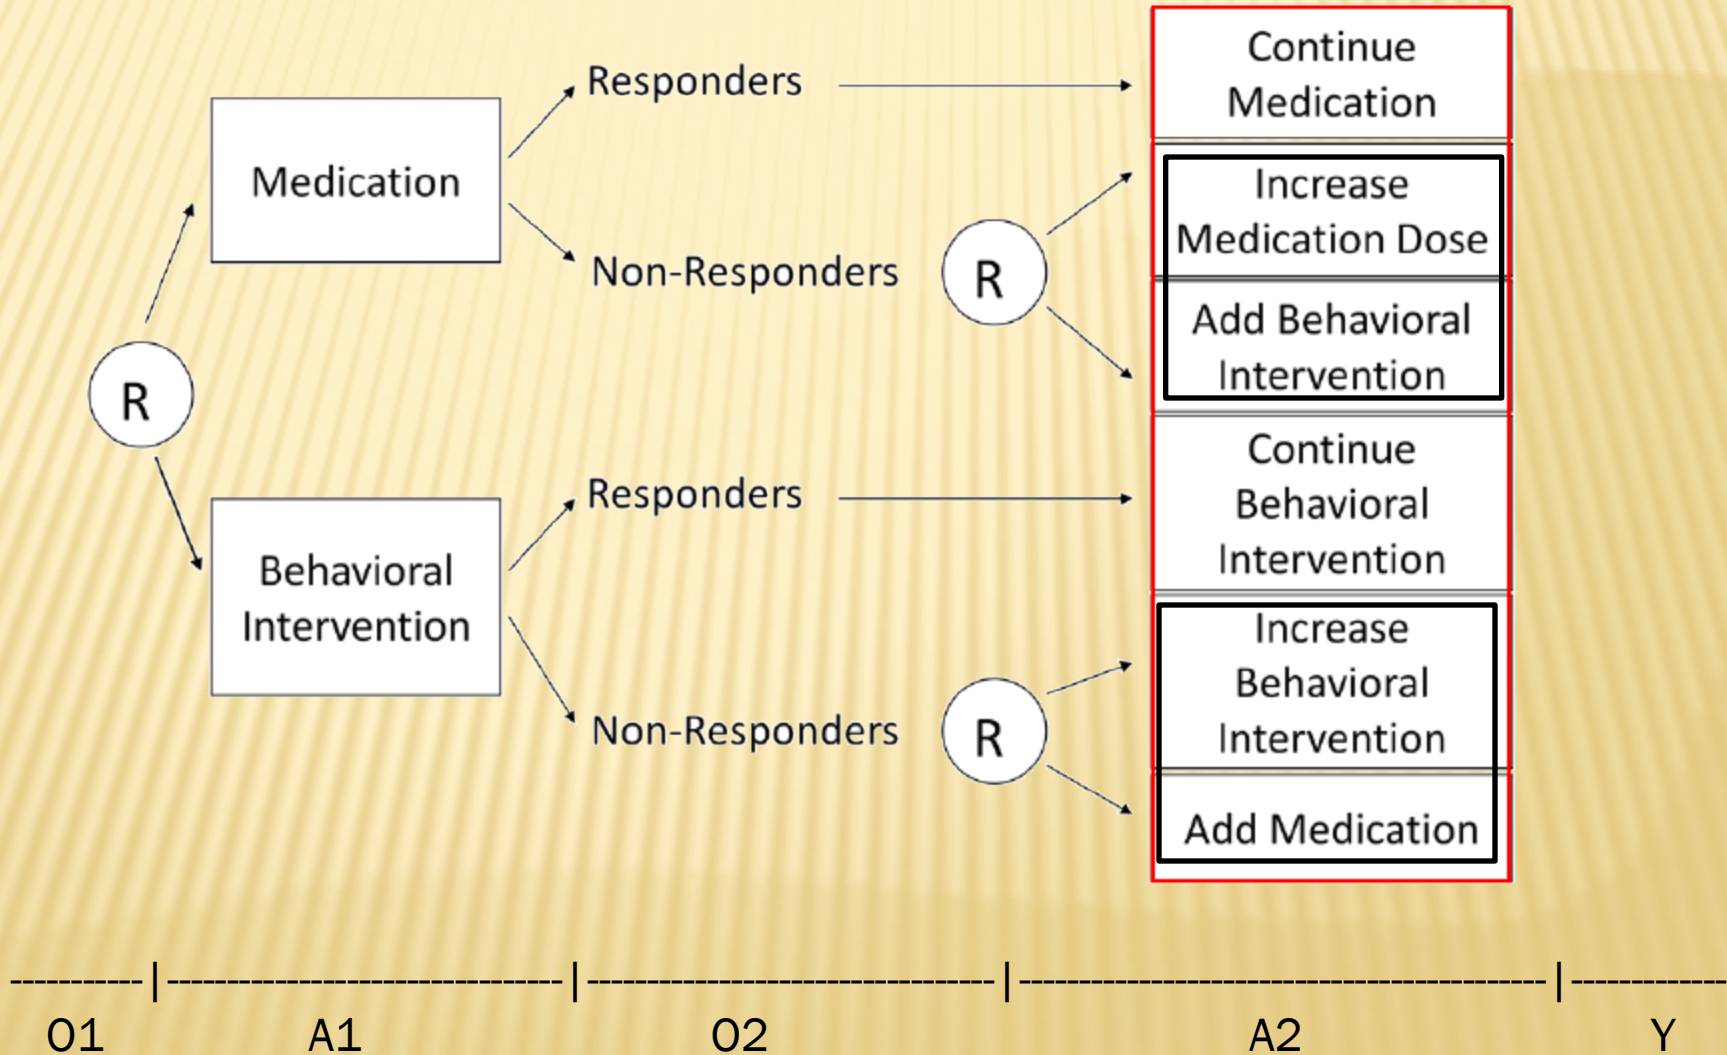 Responders
Continue
Medication
Medication
Increase
Medication Dose
Non-Responders
R
Add Behavioral
Intervention
R
Continue
Behavioral
Intervention
Responders
Behavioral
Intervention
Increase
Behavioral
Intervention
Non-Responders
R
Add Medication
O1
A1
O2
A2
Y